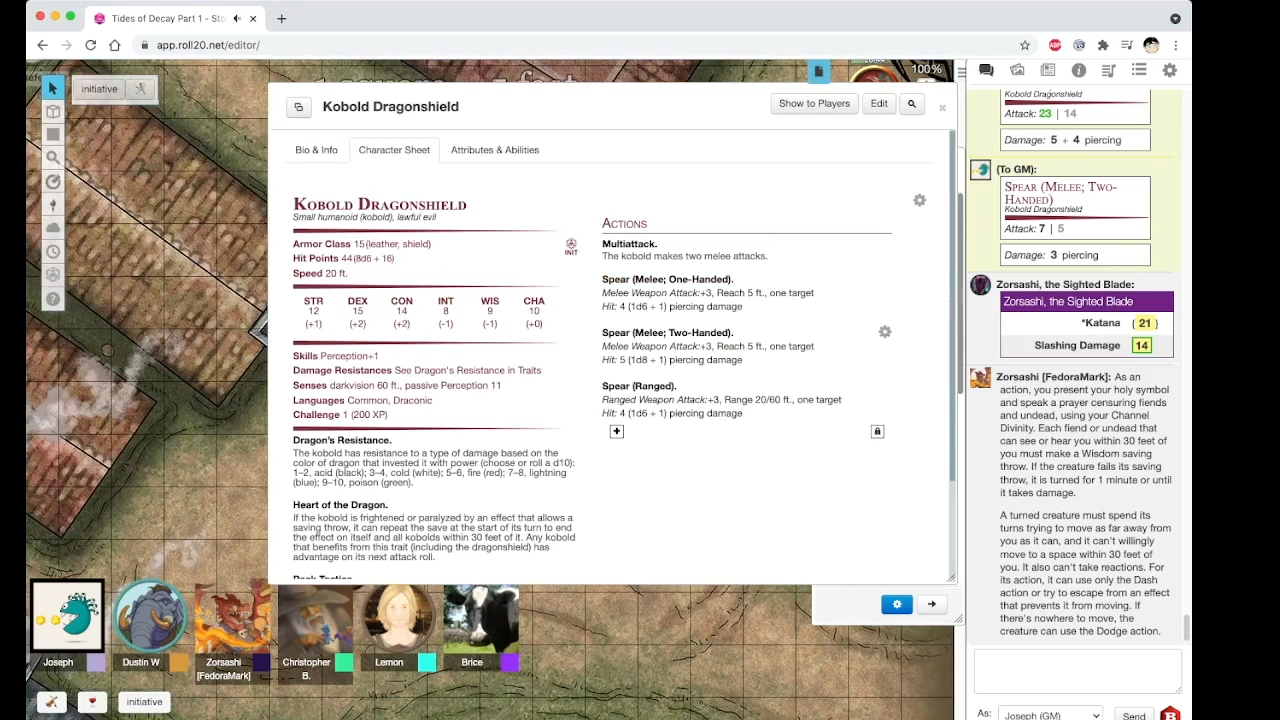 Tides of Decay Part 1 - Sto
app.roll20.net/editor/
ABP
initiative
100%
Kobold Dragonshield
Show to Players
Edit
Bio & Info
Character Sheet
Attributes & Abilities
Kobold Dragonshield
Small humanoid (kobold), lawful evil
Armor Class 15(leather, shield)
Hit Points 44(8d6 + 16)
Speed 20 ft.
INIT
STR DEX CON INT WIS CHA
12 15 14 8 9 10
(+1) (+2) (+2) (-1) (-1) (+0)
Skills Perception+1
Damage Resistances See Dragon's Resistance in Traits
Senses darkvision 60 ft., passive Perception 11
Languages Common, Draconic
Challenge 1 (200 XP)
Dragon's Resistance.
The kobold has resistance to a type of damage based on the
color of dragon that invested it with power (choose or roll a d10):
1–2, acid (black); 3–4, cold (white); 5–6, fire (red); 7–8, lightning
(blue); 9–10, poison (green).
Heart of the Dragon.
If the kobold is frightened or paralyzed by an effect that allows a
saving throw, it can repeat the save at the start of its turn to end
the effect on itself and all kobolds within 30 feet of it. Any kobold
that benefits from this trait (including the dragonshield) has
advantage on its next attack roll.
Pack Tactics
Actions
Multiattack.
The kobold makes two melee attacks.
Spear (Melee; One-Handed).
Melee Weapon Attack:+3, Reach 5 ft., one target
Hit: 4 (1d6 + 1) piercing damage
Spear (Melee; Two-Handed).
Melee Weapon Attack:+3, Reach 5 ft., one target
Hit: 5 (1d8 + 1) piercing damage
Spear (Ranged).
Ranged Weapon Attack:+3, Range 20/60 ft., one target
Hit: 4 (1d6 + 1) piercing damage
Joseph
Dustin W
Zorsashi
[FedoraMark]
Christopher
B.
Lemon
Brice
initiative
Kobold Dragonshield
Attack: 23 | 14
Damage: 5 + 4 piercing
(To GM):
Spear (Melee; Two-
Handed)
Kobold Dragonshield
Attack: 7 | 5
Damage: 3 piercing
Zorsashi, the Sighted Blade:
Zorsashi, the Sighted Blade
*Katana (21)
Slashing Damage 14
Zorsashi [FedoraMark]: As an
action, you present your holy symbol
and speak a prayer censuring fiends
and undead, using your Channel
Divinity. Each fiend or undead that
can see or hear you within 30 feet of
you must make a Wisdom saving
throw. If the creature fails its saving
throw, it is turned for 1 minute or until
it takes damage.
A turned creature must spend its
turns trying to move as far away from
you as it can, and it can't willingly
move to a space within 30 feet of
you. It also can't take reactions. For
its action, it can use only the Dash
action or try to escape from an effect
that prevents it from moving. If
there's nowhere to move, the
creature can use the Dodge action.
As:
Joseph (GM)
Send